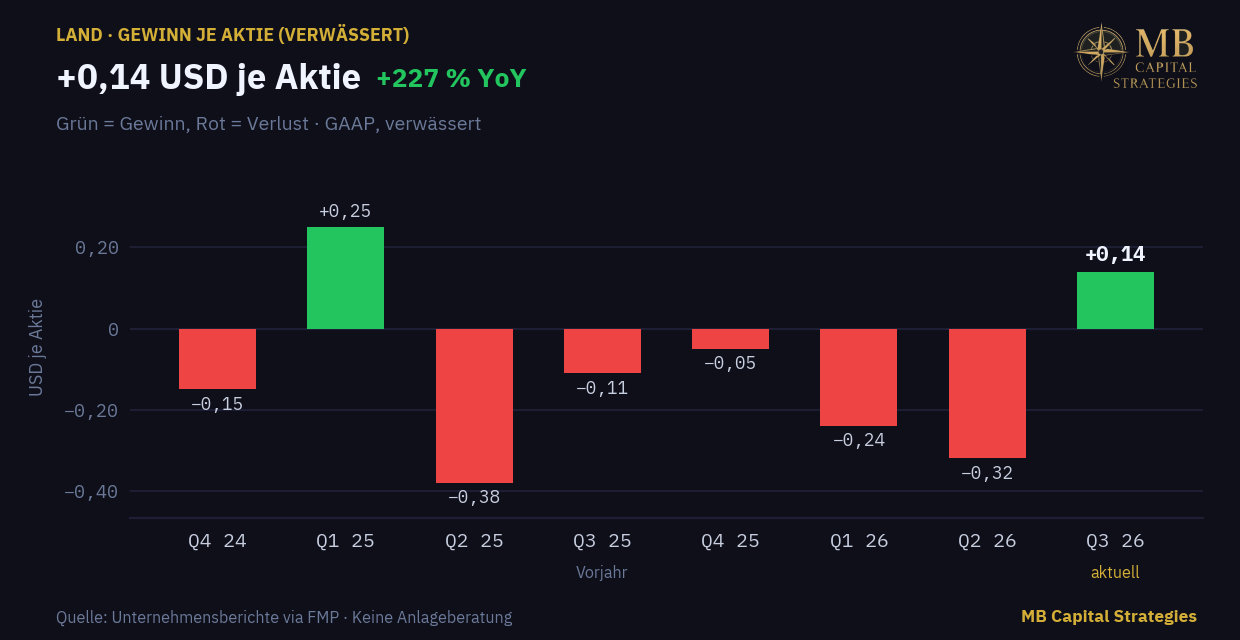 LAND · GEWINN JE AKTIE (VERWÄSSERT)
+0,14 USD je Aktie +227 % YoY
Grün = Gewinn, Rot = Verlust · GAAP, verwässert
MB
CAPITAL
STRATEGIES
USD je Aktie
0,20
0
−0,20
−0,40
−0,15
+0,25
−0,38
−0,11
−0,05
−0,24
−0,32
+0,14
Q4 24 Q1 25 Q2 25 Q3 25 Q4 25 Q1 26 Q2 26 Q3 26
Vorjahr aktuell
Quelle: Unternehmensberichte via FMP · Keine Anlageberatung
MB Capital Strategies